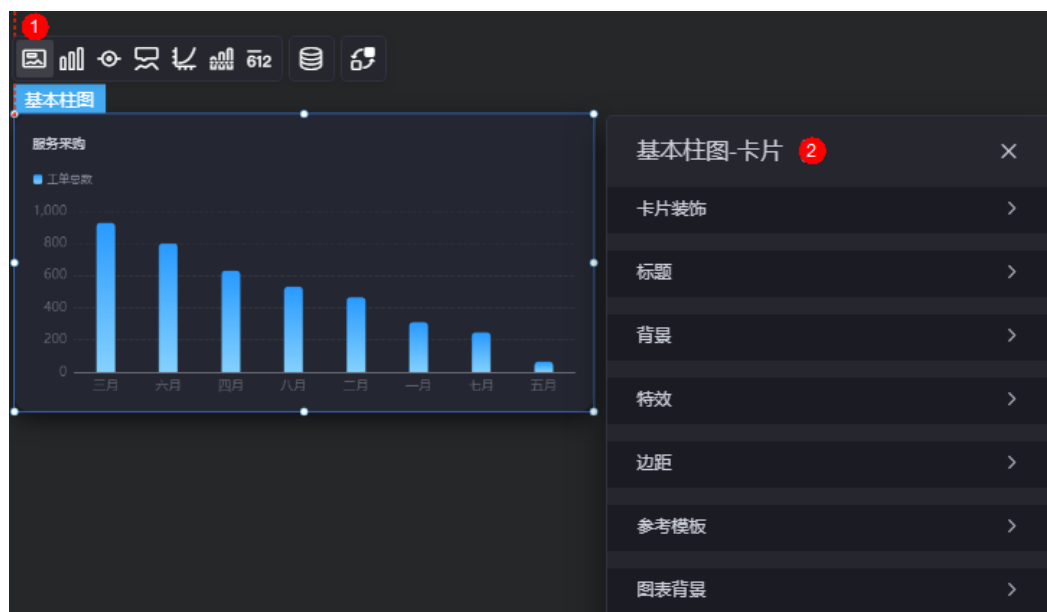 1
612
基本柱图
服务采购
工单总数
1,000
800
600
400
200
0
三月 六月 四月 八月 二月 一月 七月 五月
基本柱图-卡片 2
卡片装饰
标题
背景
特效
边距
参考模板
图表背景